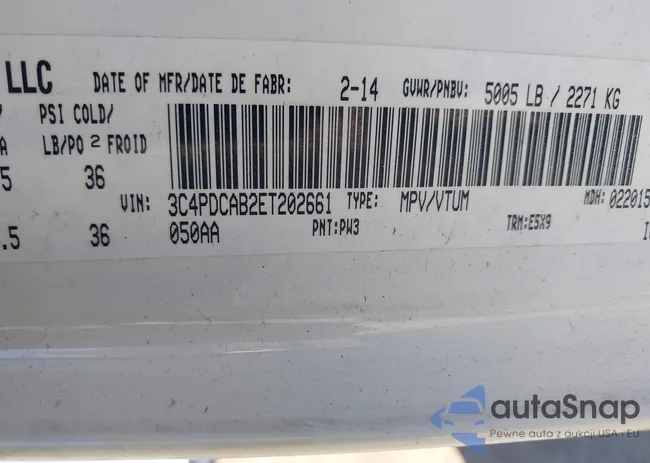 LLC DATE OF MFR/DATE DE FABR: 2-14 GVWR/PNBV: 5005 LB / 2271 KG
PSI COLD/
A LB/PO 2 FROID
5 36
VIN: 3C4PDCAB2ET202661 TYPE: MPV/VTUM MDH: 022015
.5 36 050AA PNT:PW3 TRM:E5X9
autaSnap
Pewne auta z aukcji USA i EU